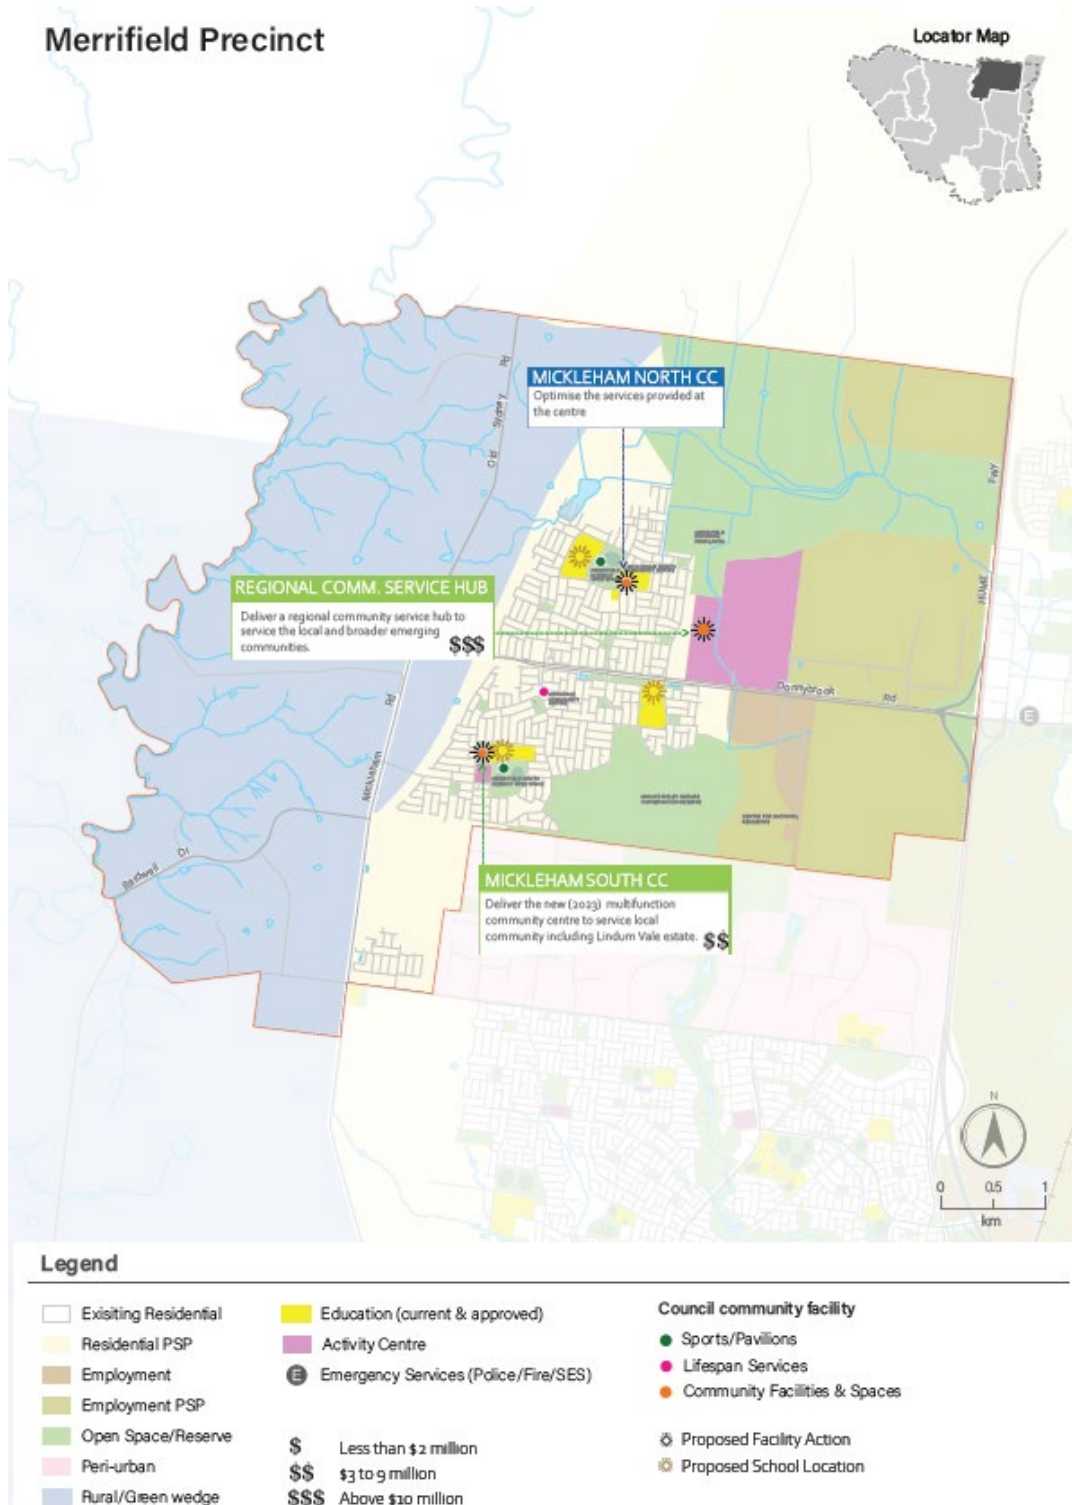 Merrifield Precinct
Locator Map
MICKLEHAM NORTH CC
Optimise the services provided at
the centre
Old Sydney Rd
HUME FWY
REGIONAL COMM. SERVICE HUB
Deliver a regional community service hub to
service the local and broader emerging
communities.
$$$
Donnybrook Rd
E
Mickleham Rd
MICKLEHAM SOUTH CC
Deliver the new (2023) multifunction
community centre to service local
community including Lindum Vale estate.
$$
Dr
N
0 0.5 1
km
Legend
Exisiting Residential
Residential PSP
Employment
Employment PSP
Open Space/Reserve
Peri-urban
Rural/Green wedge
Education (current & approved)
Activity Centre
E Emergency Services (Police/Fire/SES)
$ Less than $2 million
$$ $3 to 9 million
$$$ Above $10 million
Council community facility
Sports/Pavilions
Lifespan Services
Community Facilities & Spaces
Proposed Facility Action
Proposed School Location